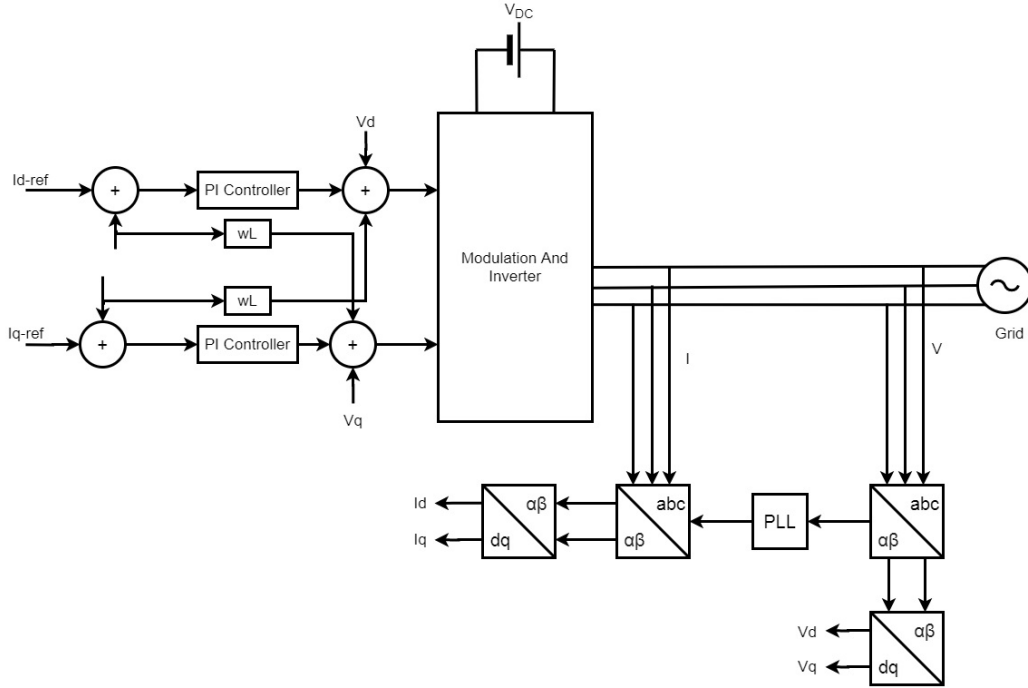 VDC
Vd
Id-ref
+
PI Controller
+
wL
Modulation And
Inverter
wL
Iq-ref
+
PI Controller
+
Vq
Grid
I
V
Id
Iq
αβ
dq
abc
αβ
PLL
abc
αβ
Vd
Vq
αβ
dq